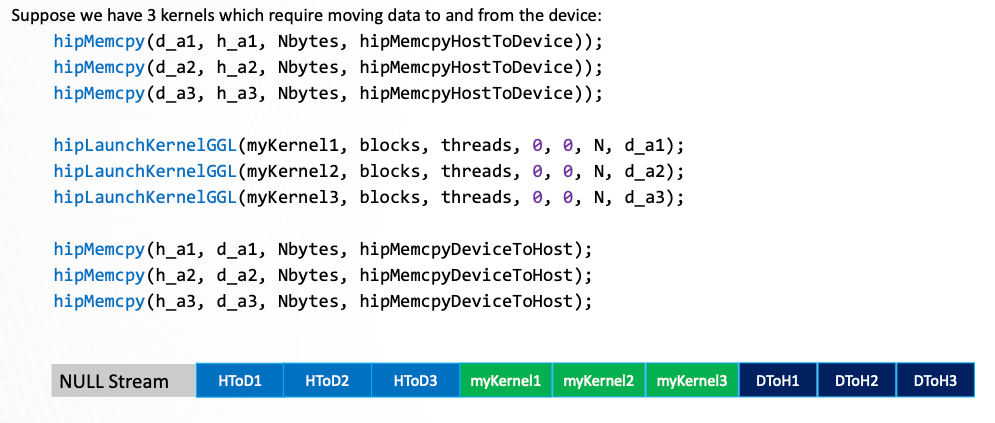 Suppose we have 3 kernels which require moving data to and from the device:
hipMemcpy(d_a1, h_a1, Nbytes, hipMemcpyHostToDevice));
hipMemcpy(d_a2, h_a2, Nbytes, hipMemcpyHostToDevice));
hipMemcpy(d_a3, h_a3, Nbytes, hipMemcpyHostToDevice));
hipLaunchKernelGGL(myKernel1, blocks, threads, 0, 0, N, d_a1);
hipLaunchKernelGGL(myKernel2, blocks, threads, 0, 0, N, d_a2);
hipLaunchKernelGGL(myKernel3, blocks, threads, 0, 0, N, d_a3);
hipMemcpy(h_a1, d_a1, Nbytes, hipMemcpyDeviceToHost);
hipMemcpy(h_a2, d_a2, Nbytes, hipMemcpyDeviceToHost);
hipMemcpy(h_a3, d_a3, Nbytes, hipMemcpyDeviceToHost);
NULL Stream HToD1 HToD2 HToD3 myKernel1 myKernel2 myKernel3 DToH1 DToH2 DToH3